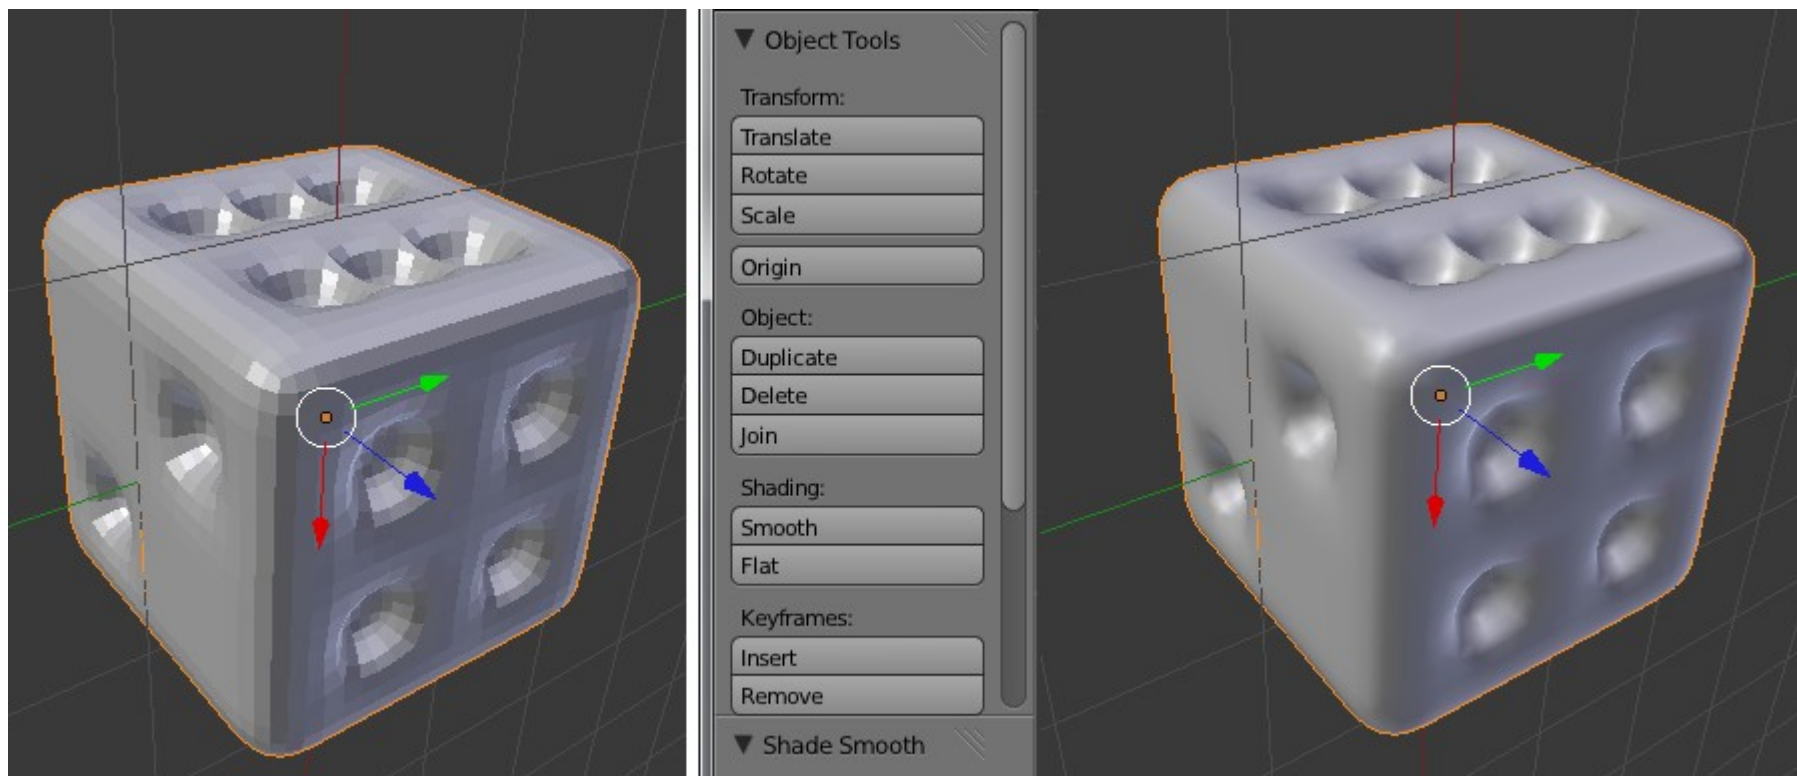 Object Tools
Transform:
Translate
Rotate
Scale
Origin
Object:
Duplicate
Delete
Join
Shading:
Smooth
Flat
Keyframes:
Insert
Remove
Shade Smooth